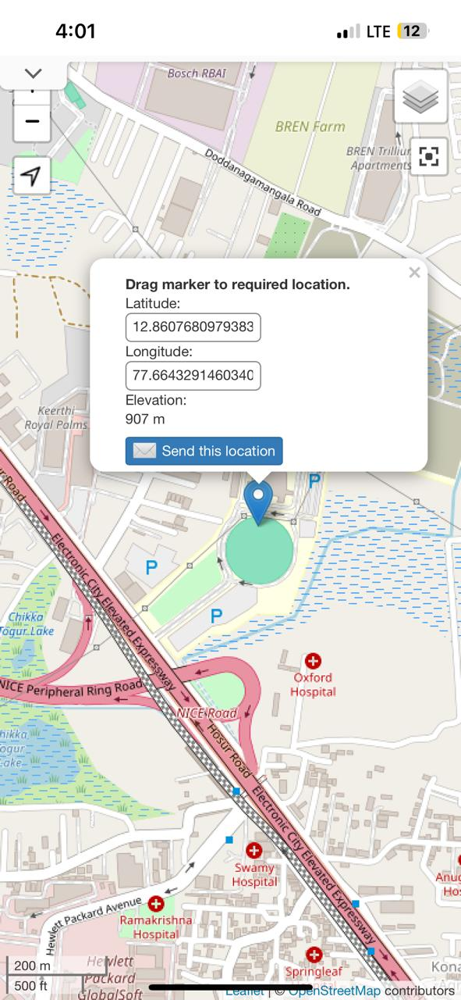 4:01
LTE 12
Bosch RBAI
BREN Farm
BREN Trillium
Apartments
Doddanagamangala Road
Drag marker to required location.
Latitude:
12.8607680979383
Longitude:
77.6643291460340
Elevation:
907 m
Send this location
Keerthi
Royal Palms
P
ur Road
Electronic City Elevated Expressway
P
P
Chikka
Togur Lake
Oxford
Hospital
NICE Peripheral Ring Road
NICE Road
Hosur Road
hikka
ogur
Lake
Electronic City Elevated Expressway
Swamy
Hospital
Anu
Hos
Hewlett Packard Avenue
Ramakrishna
Hospital
Springleaf
Kona
200 m
500 ft
Hewlett
Packard
GlobalSoft
Leaflet | © OpenStreetMap contributors